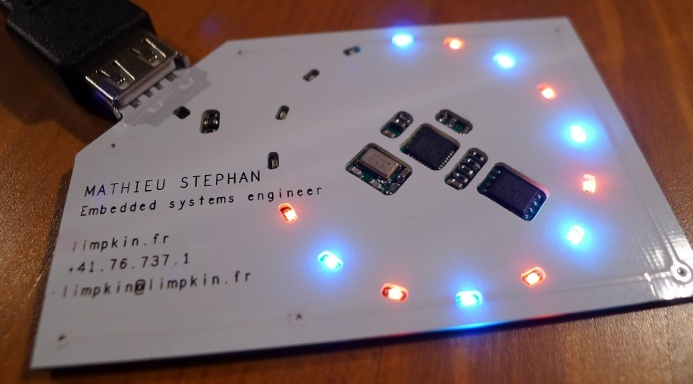 MATHIEU STEPHAN
Embedded systems engineer
limpkin.fr
+41.76.737.1
limpkin@limpkin.fr